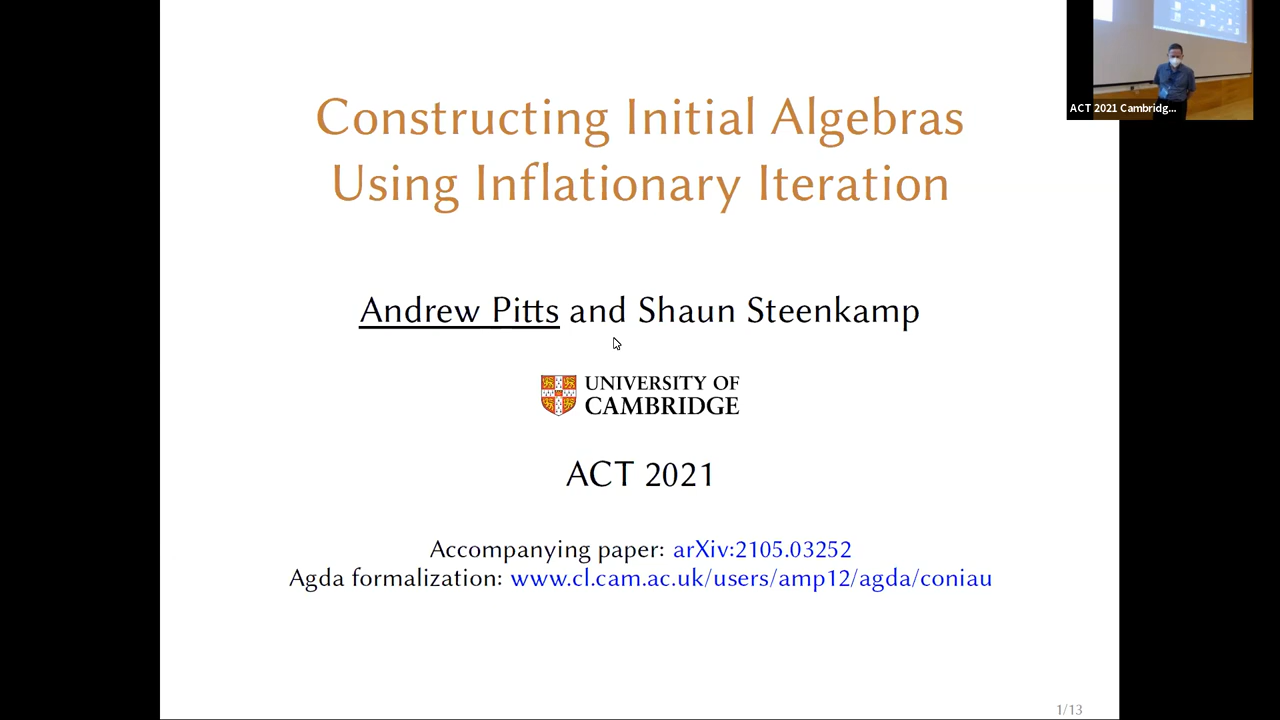 Constructing Initial Algebras
Using Inflationary Iteration
Andrew Pitts and Shaun Steenkamp
UNIVERSITY OF
CAMBRIDGE
ACT 2021
Accompanying paper: arXiv:2105.03252
Agda formalization: www.cl.cam.ac.uk/users/amp12/agda/coniau
1/13
ACT 2021 Cambridg...